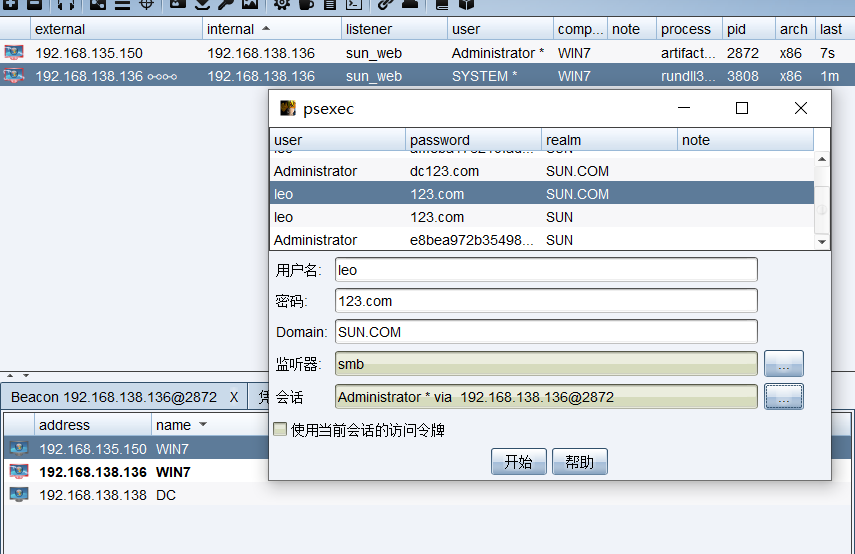 external internal listener user comp... note process pid arch last
192.168.135.150 192.168.138.136 sun_web Administrator * WIN7 artifact... 2872 x86 7s
192.168.138.136 192.168.138.136 sun_web SYSTEM * WIN7 rundll3... 3808 x86 1m
psexec
user password realm note
Administrator dc123.com SUN.COM
leo 123.com SUN.COM
leo 123.com SUN
Administrator e8bea972b35498... SUN
用户名: leo
密码: 123.com
Domain: SUN.COM
监听器: smb ...
会话 Administrator * via 192.168.138.136@2872 ...
使用当前会话的访问令牌
开始 帮助
Beacon 192.168.138.136@2872 X
address name
192.168.135.150 WIN7
192.168.138.136 WIN7
192.168.138.138 DC